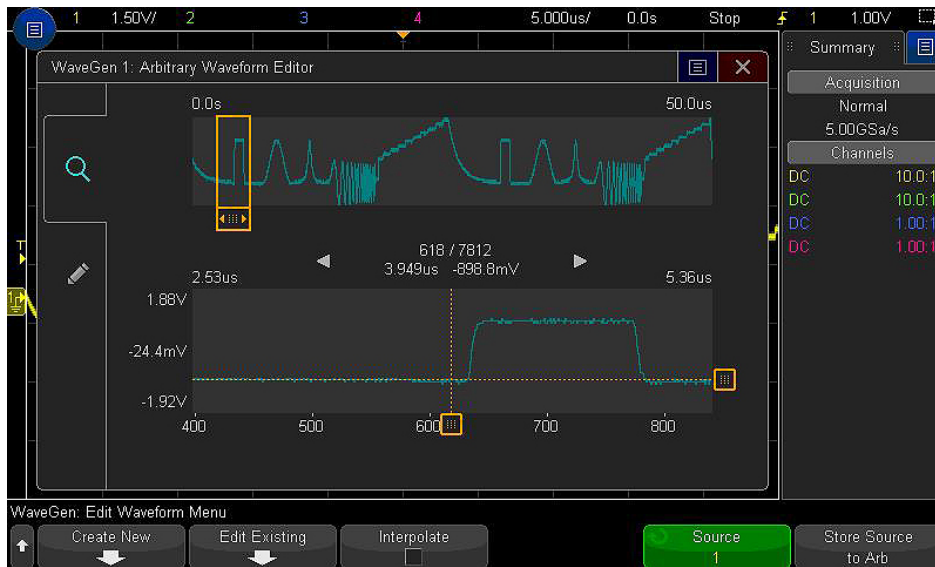 1 1.50V/ 2 3 4 5.000us/ 0.0s Stop 1 1.00V
WaveGen 1: Arbitrary Waveform Editor
0.0s 50.0us
618 / 7812
3.949us -898.8mV
2.53us 5.36us
1.88V
-24.4mV
-1.92V
400 500 600 700 800
Summary
Acquisition
Normal
5.00GSa/s
Channels
DC 10.0:1
DC 10.0:1
DC 1.00:1
DC 1.00:1
T
WaveGen: Edit Waveform Menu
Create New
Edit Existing
Interpolate
Source
1
Store Source
to Arb